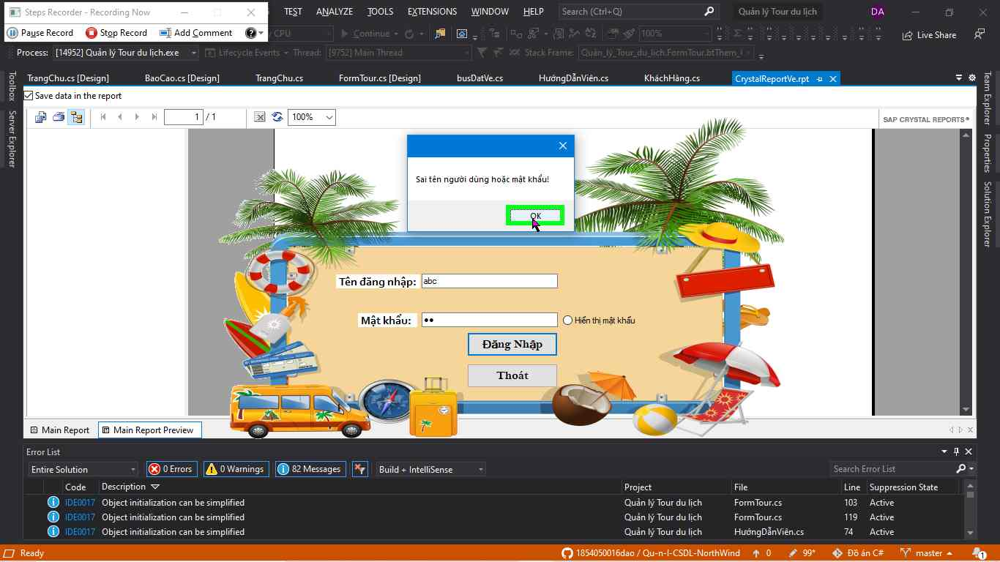 Steps Recorder - Recording Now
TEST ANALYZE TOOLS EXTENSIONS WINDOW HELP Search (Ctrl+Q) Quản lý Tour du lịch DA
Pause Record Stop Record Add Comment CPU Continue 100% Live Share
Process: [14952] Quản lý Tour du lịch.exe Lifecycle Events Thread: [9752] Main Thread Stack Frame: Quản_lý_Tour_du_lịch.FormTour.btThem_
TrangChu.cs [Design] BaoCao.cs [Design] TrangChu.cs FormTour.cs [Design] busDatVe.cs HướngDẫnViên.cs KháchHàng.cs CrystalReportVe.rpt
Toolbox
Server Explorer
Team Explorer
Properties
Solution Explorer
Save data in the report
1 / 1 100% SAP CRYSTAL REPORTS®
Sai tên người dùng hoặc mật khẩu!
OK
Tên đăng nhập: abc
Mật khẩu: ●● Hiển thị mật khẩu
Đăng Nhập
Thoát
Main Report Main Report Preview
Error List
Entire Solution 0 Errors 0 Warnings 82 Messages Build + IntelliSense Search Error List
Code Description Project File Line Suppression State
IDE0017 Object initialization can be simplified Quản lý Tour du lịch FormTour.cs 103 Active
IDE0017 Object initialization can be simplified Quản lý Tour du lịch FormTour.cs 119 Active
IDE0017 Object initialization can be simplified Quản lý Tour du lịch HướngDẫnViên.cs 74 Active
Ready 1854050016dao / Qu-n-l-CSDL-NorthWind 0 99* Đồ án C# master 1